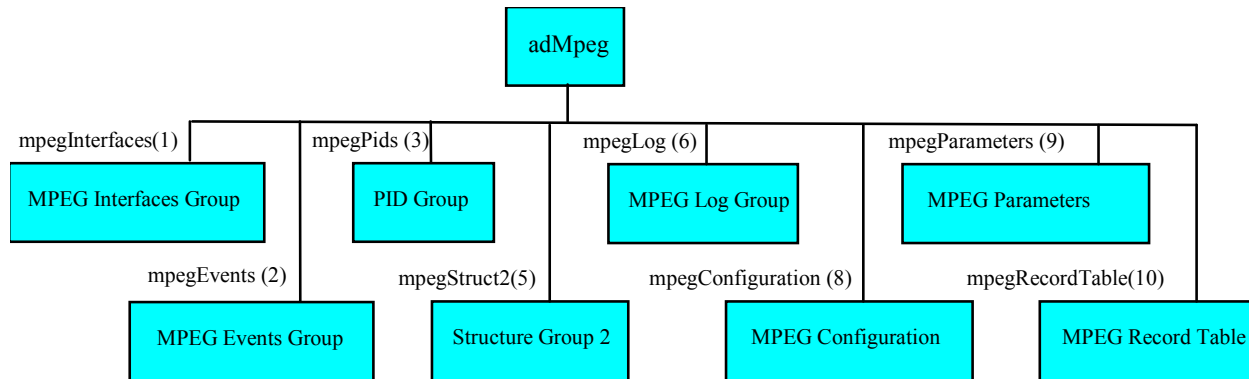 adMpeg
mpegInterfaces(1)
mpegPids (3)
mpegLog (6)
mpegParameters (9)
MPEG Interfaces Group
PID Group
MPEG Log Group
MPEG Parameters
mpegEvents (2)
mpegStruct2(5)
mpegConfiguration (8)
mpegRecordTable(10)
MPEG Events Group
Structure Group 2
MPEG Configuration
MPEG Record Table